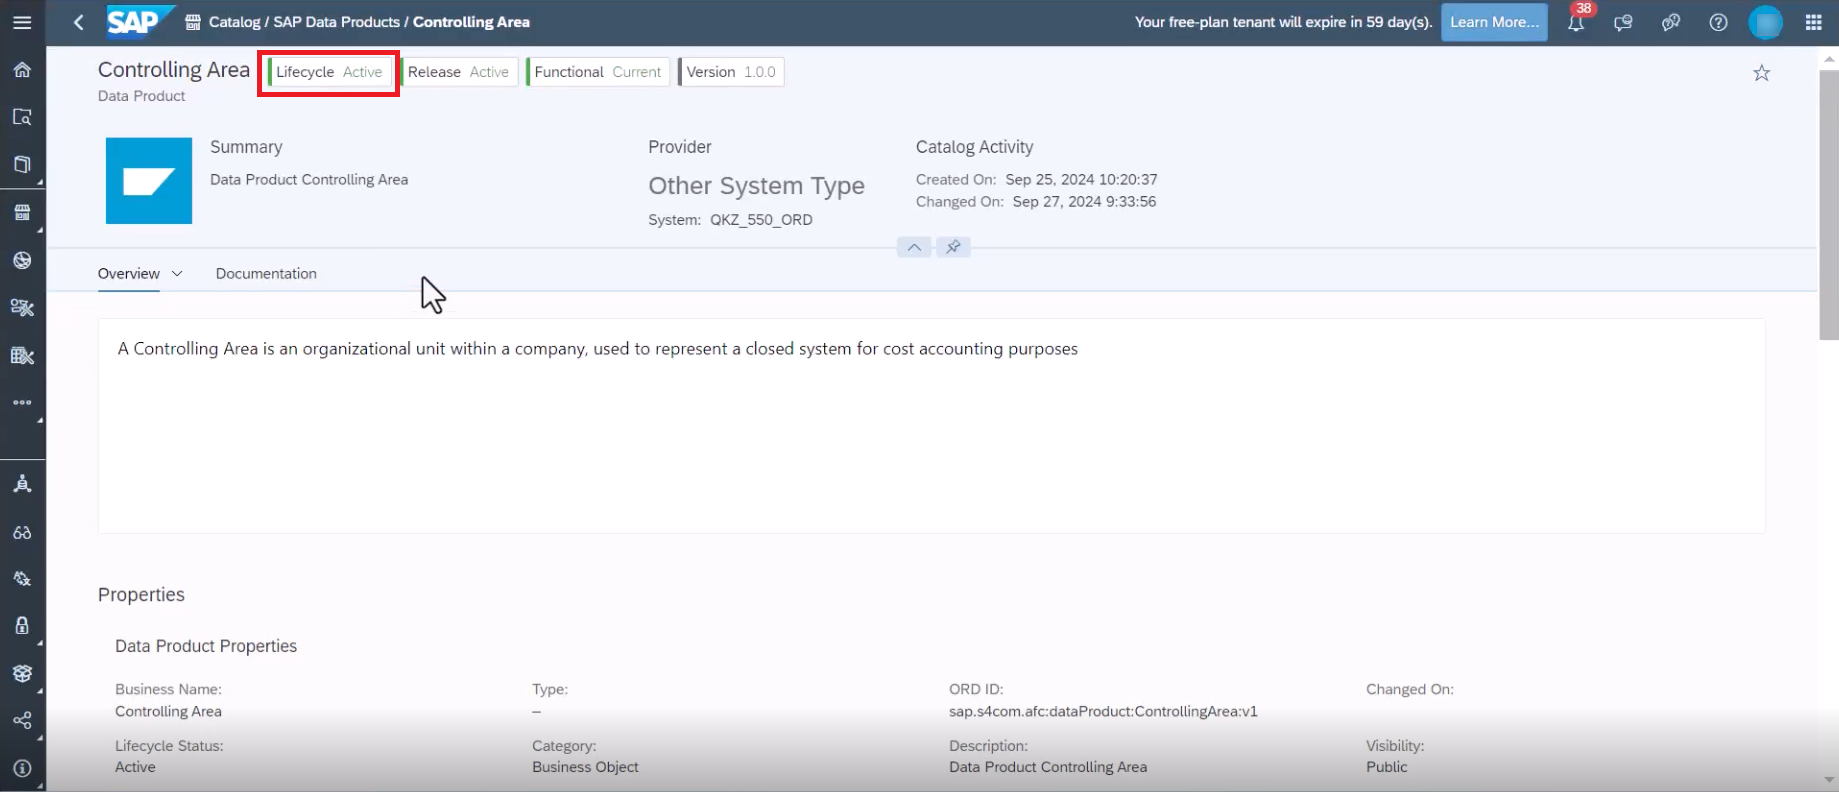 SAP Catalog / SAP Data Products / Controlling Area Your free-plan tenant will expire in 59 day(s). Learn More... 38
Controlling Area Lifecycle Active Release Active Functional Current Version 1.0.0
Data Product
Summary Provider Catalog Activity
Data Product Controlling Area Other System Type Created On: Sep 25, 2024 10:20:37
System: QKZ_550_ORD Changed On: Sep 27, 2024 9:33:56
Overview Documentation
A Controlling Area is an organizational unit within a company, used to represent a closed system for cost accounting purposes
Properties
Data Product Properties
Business Name: Type: ORD ID: Changed On:
Controlling Area – sap.s4com.afc:dataProduct:ControllingArea:v1
Lifecycle Status: Category: Description: Visibility:
Active Business Object Data Product Controlling Area Public